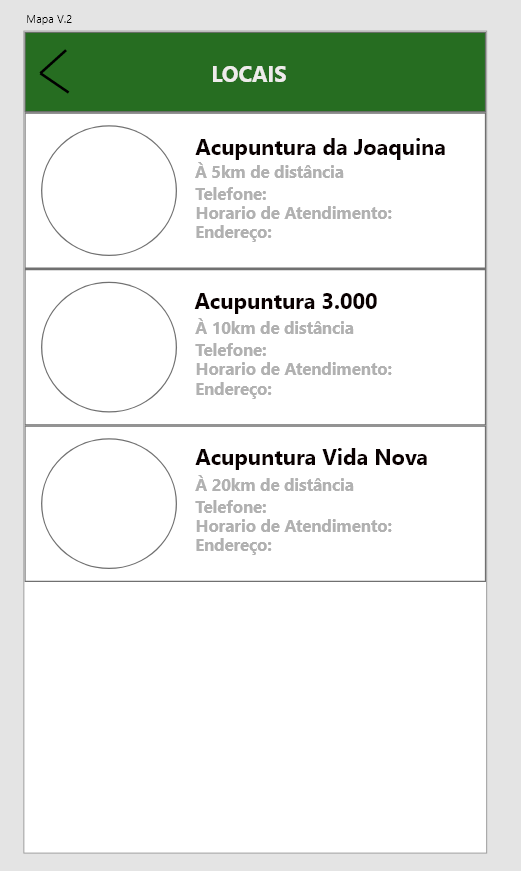 Mapa V.2
LOCAIS
Acupuntura da Joaquina
À 5km de distância
Telefone:
Horario de Atendimento:
Endereço:
Acupuntura 3.000
À 10km de distância
Telefone:
Horario de Atendimento:
Endereço:
Acupuntura Vida Nova
À 20km de distância
Telefone:
Horario de Atendimento:
Endereço: